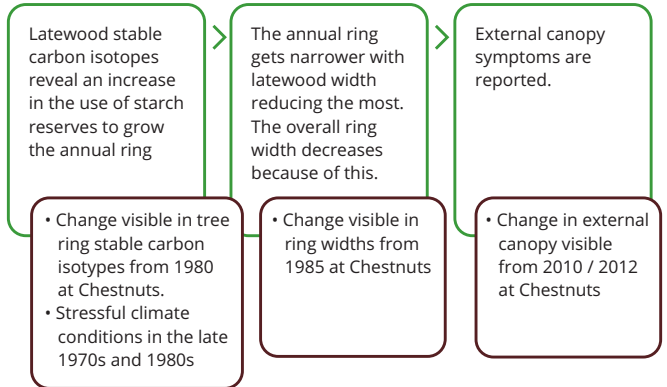 Latewood stable
carbon isotopes
reveal an increase
in the use of starch
reserves to grow
the annual ring
The annual ring
gets narrower with
latewood width
reducing the most.
The overall ring
width decreases
because of this.
External canopy
symptoms are
reported.
• Change visible in tree
ring stable carbon
isotypes from 1980
at Chestnuts.
• Stressful climate
conditions in the late
1970s and 1980s
• Change visible in
ring widths from
1985 at Chestnuts
• Change in external
canopy visible
from 2010 / 2012
at Chestnuts